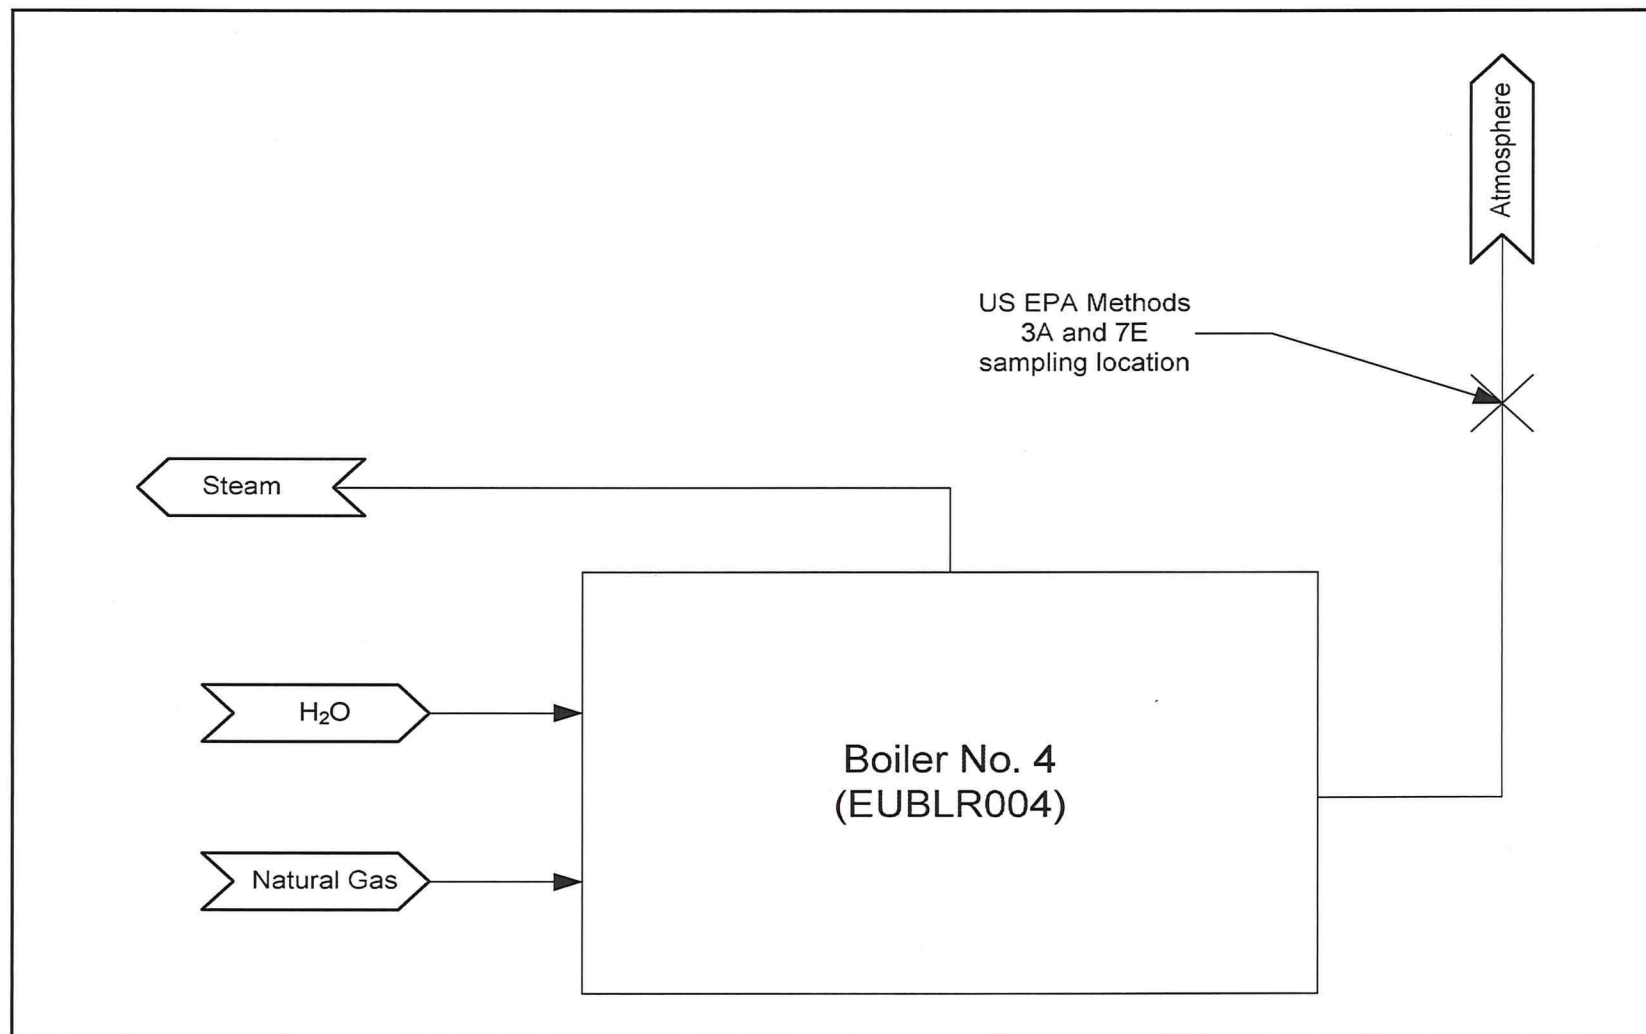 Atmosphere
US EPA Methods
3A and 7E
sampling location
Steam
H₂O
Natural Gas
Boiler No. 4
(EUBLR004)